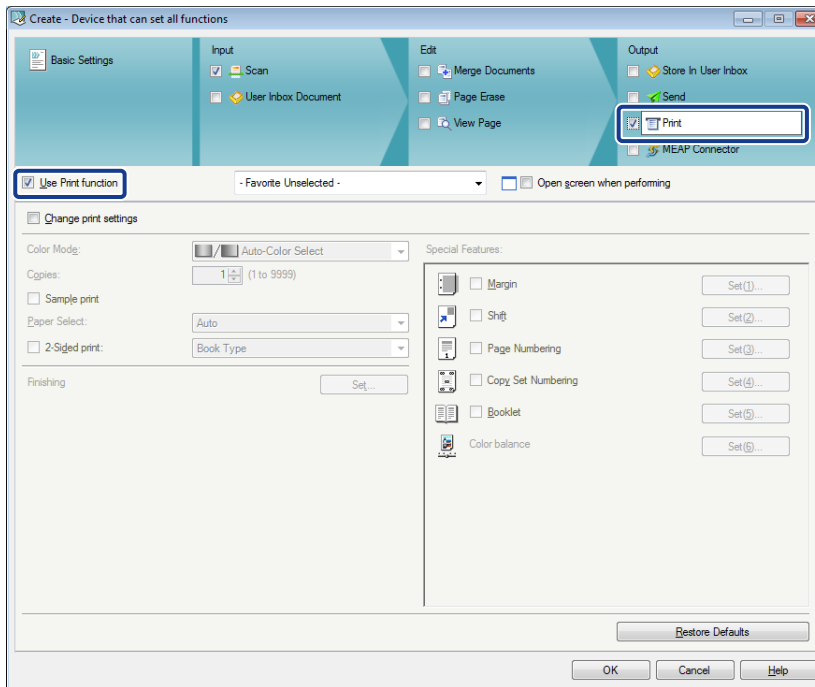 Create - Device that can set all functions
Basic Settings
Input
Scan
User Inbox Document
Edit
Merge Documents
Page Erase
View Page
Output
Store In User Inbox
Send
Print
MEAP Connector
Use Print function
- Favorite Unselected -
Open screen when performing
Change print settings
Color Mode:
Auto-Color Select
Copies:
1 (1 to 9999)
Sample print
Paper Select:
Auto
2-Sided print:
Book Type
Finishing
Set...
Special Features:
Margin
Set(1)...
Shift
Set(2)...
Page Numbering
Set(3)...
Copy Set Numbering
Set(4)...
Booklet
Set(5)...
Color balance
Set(6)...
Restore Defaults
OK
Cancel
Help